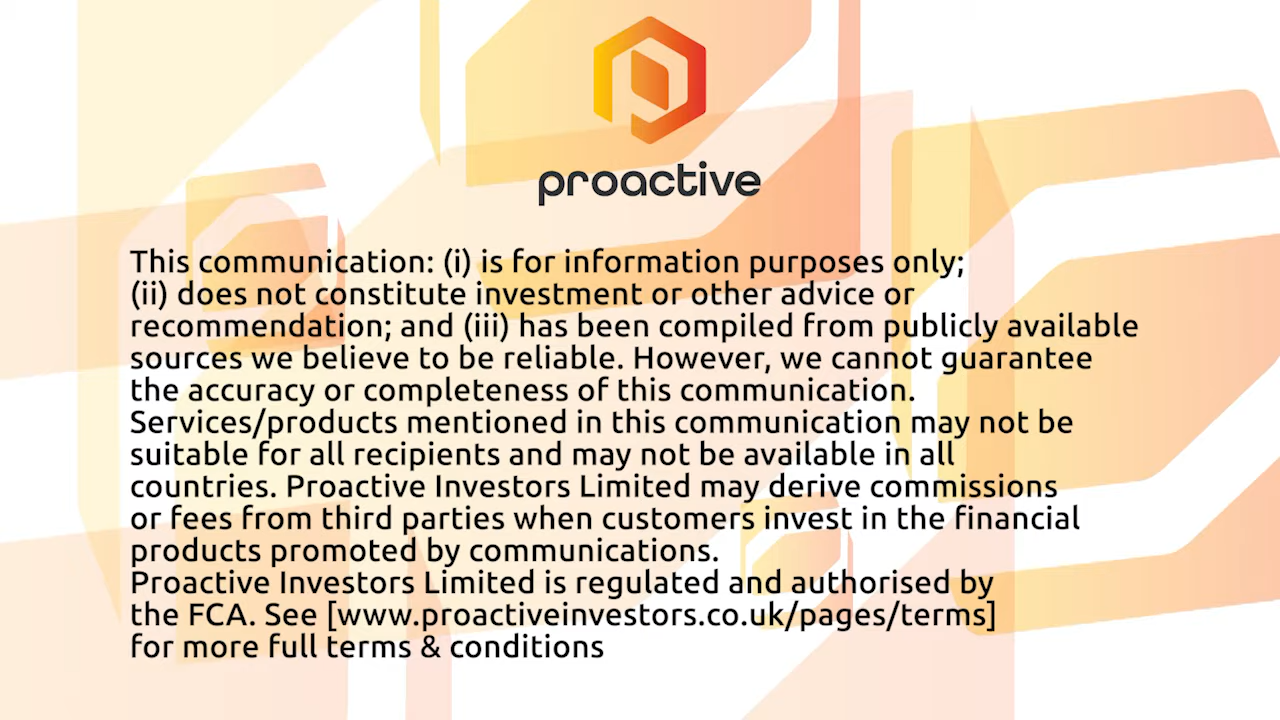 proactive
This communication: (i) is for information purposes only;
(ii) does not constitute investment or other advice or
recommendation; and (iii) has been compiled from publicly available
sources we believe to be reliable. However, we cannot guarantee
the accuracy or completeness of this communication.
Services/products mentioned in this communication may not be
suitable for all recipients and may not be available in all
countries. Proactive Investors Limited may derive commissions
or fees from third parties when customers invest in the financial
products promoted by communications.
Proactive Investors Limited is regulated and authorised by
the FCA. See [www.proactiveinvestors.co.uk/pages/terms]
for more full terms & conditions